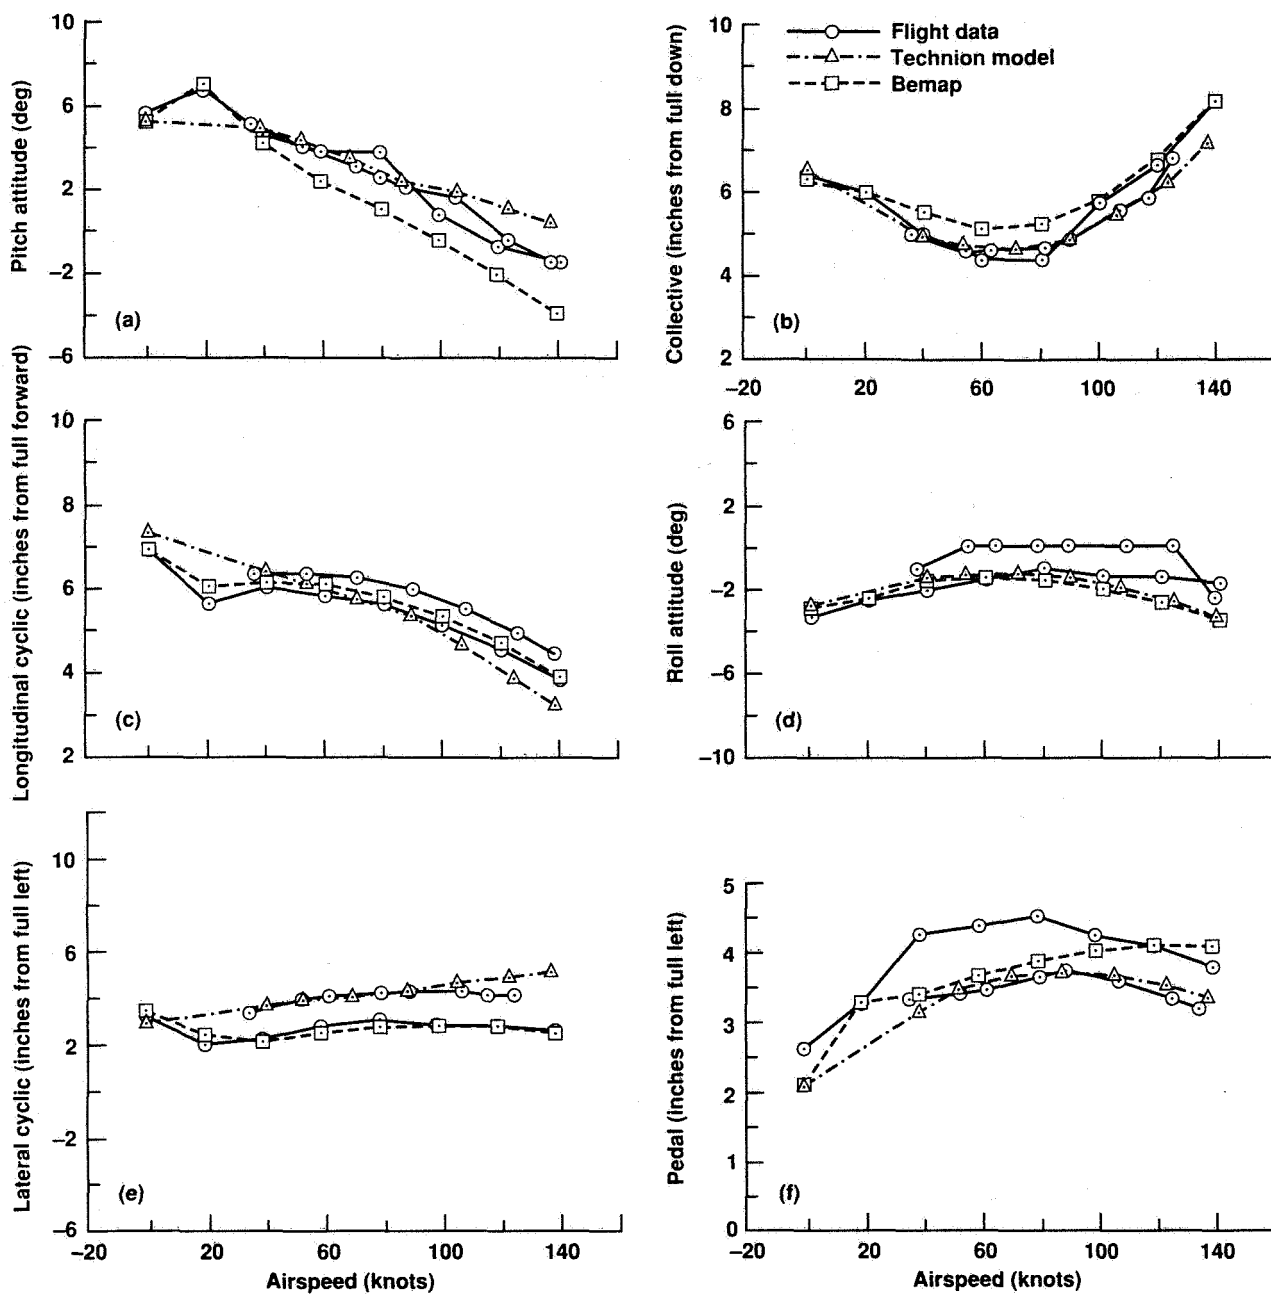 Pitch attitude (deg)
10
6
2
−2
−6
(a)
Collective (inches from full down)
10
8
6
4
2
Flight data
Technion model
Bemap
(b)
−20
20
60
100
140
Longitudinal cyclic (inches from full forward)
10
8
6
4
2
(c)
Roll attitude (deg)
6
2
−2
−6
−10
(d)
Lateral cyclic (inches from full left)
10
6
2
−2
−6
(e)
−20
20
60
100
140
Airspeed (knots)
Pedal (inches from full left)
5
4
3
2
1
0
(f)
−20
20
60
100
140
Airspeed (knots)